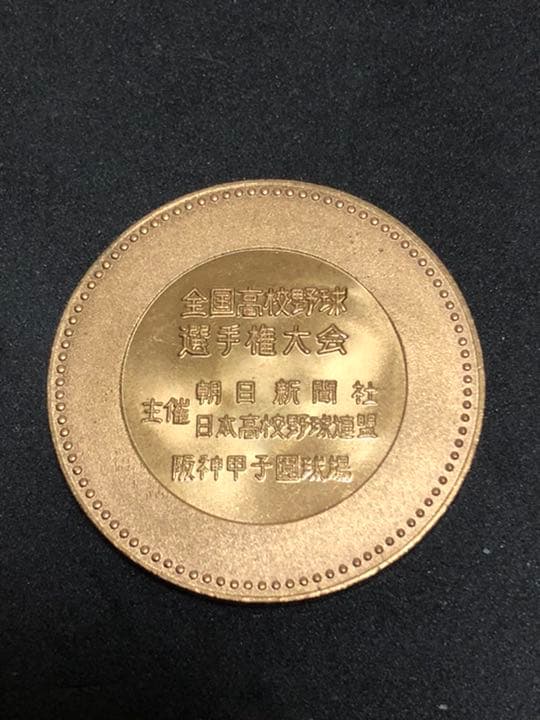 全国高校野球
選手権大会
主催 朝日新聞社
日本高校野球連盟
阪神甲子園球場